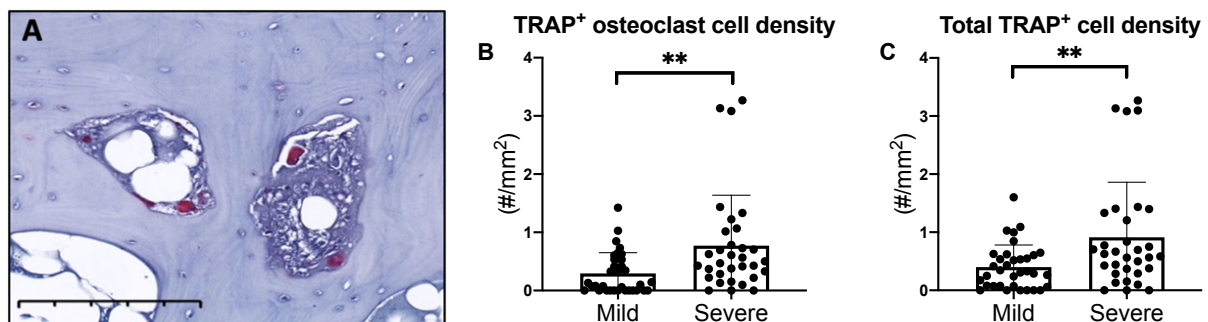 A
B
TRAP⁺ osteoclast cell density
**
4
3
2
1
0
(#/mm²)
Mild
Severe
C
Total TRAP⁺ cell density
**
4
3
2
1
0
(#/mm²)
Mild
Severe